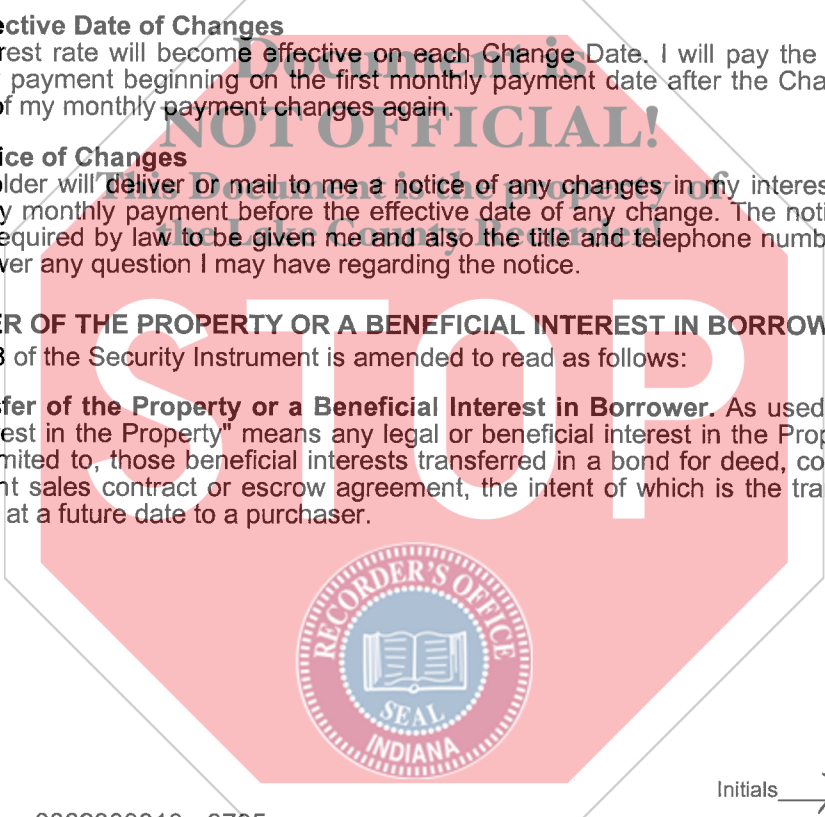 ective Date of Changes
rest rate will become effective on each Change Date. I will pay the
payment beginning on the first monthly payment date after the Cha
of my monthly payment changes again.
ice of Changes
lder will deliver or mail to me a notice of any changes in my interes
y monthly payment before the effective date of any change. The noti
equired by law to be given me and also the title and telephone numb
ver any question I may have regarding the notice.
ER OF THE PROPERTY OR A BENEFICIAL INTEREST IN BORROW
of the Security Instrument is amended to read as follows:
fer of the Property or a Beneficial Interest in Borrower. As used
est in the Property" means any legal or beneficial interest in the Prop
mited to, those beneficial interests transferred in a bond for deed, co
nt sales contract or escrow agreement, the intent of which is the tra
at a future date to a purchaser.
Document is
NOT OFFICIAL!
This Document is the property of
the Lake County Recorder!
STOP
RECORDER'S OFFICE
SEAL
INDIANA
Initials